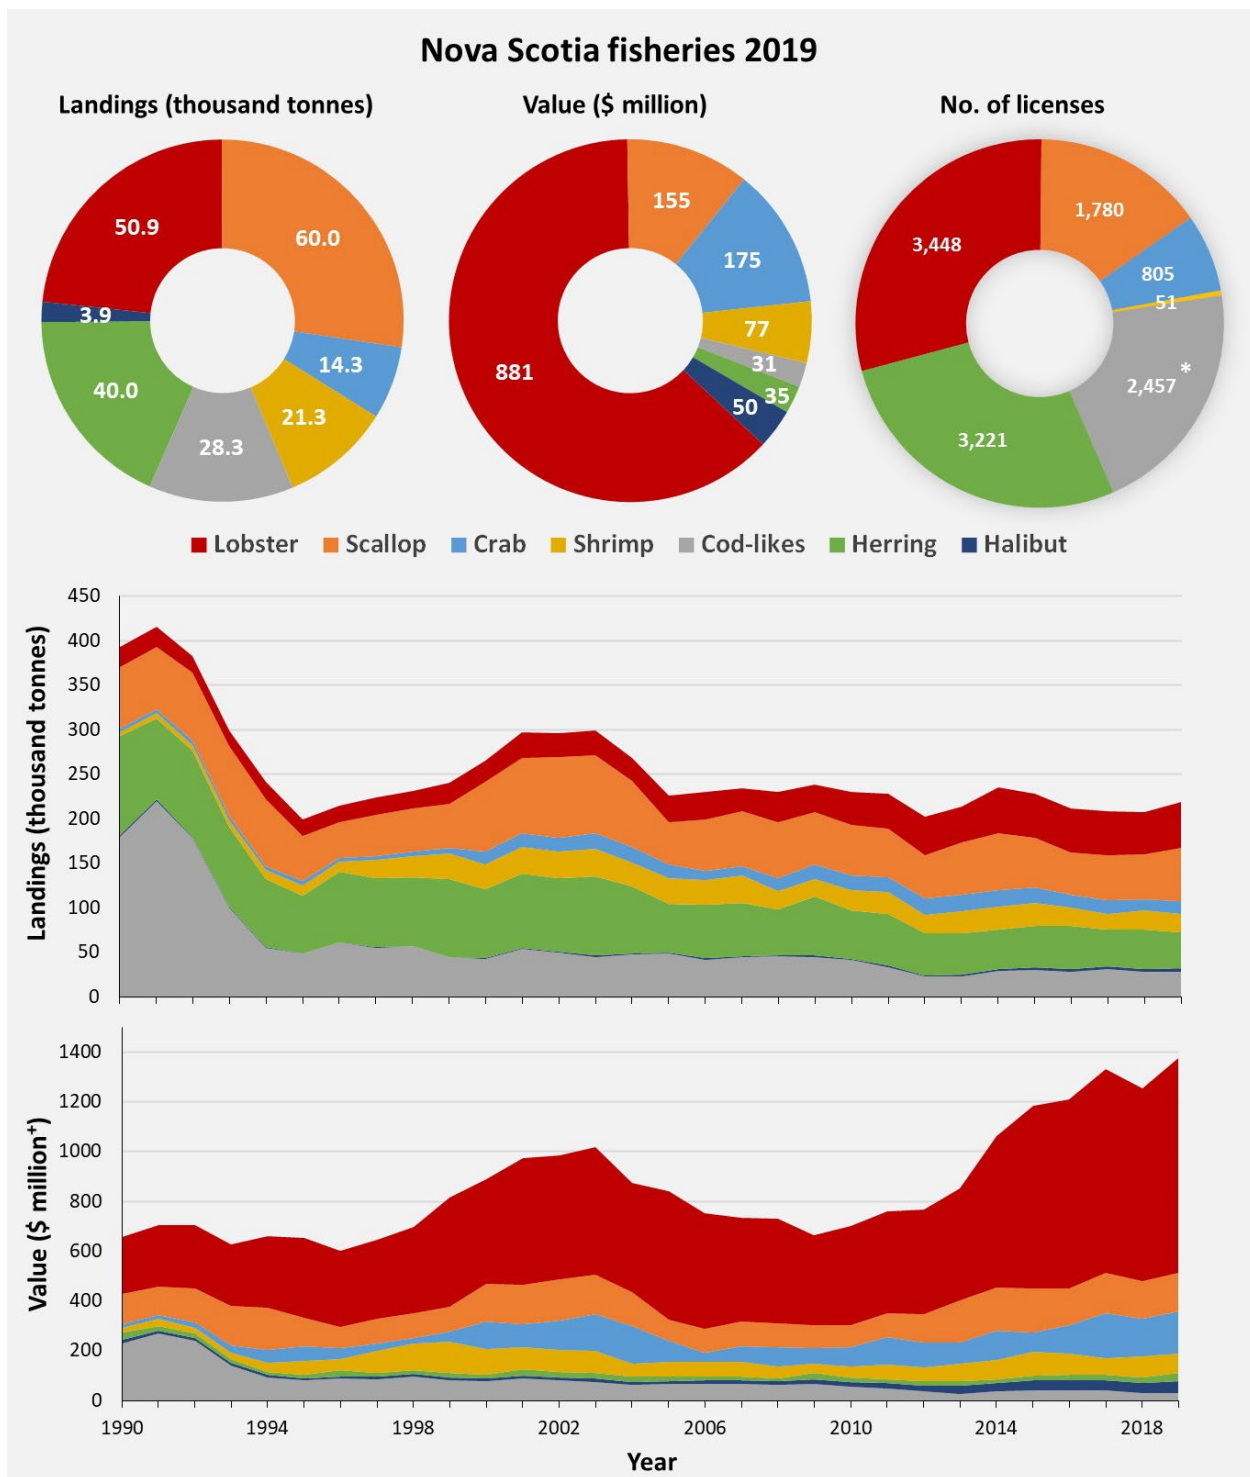 Nova Scotia fisheries 2019
Landings (thousand tonnes) Value ($ million) No. of licenses
50.9 60.0 3.9 14.3 40.0 21.3 28.3
155 175 77 31 35 50 881
3,448 1,780 805 51 2,457 * 3,221
Lobster Scallop Crab Shrimp Cod-likes Herring Halibut
Landings (thousand tonnes)
450
400
350
300
250
200
150
100
50
0
Value ($ million⁺)
1400
1200
1000
800
600
400
200
0
1990 1994 1998 2002 2006 2010 2014 2018
Year